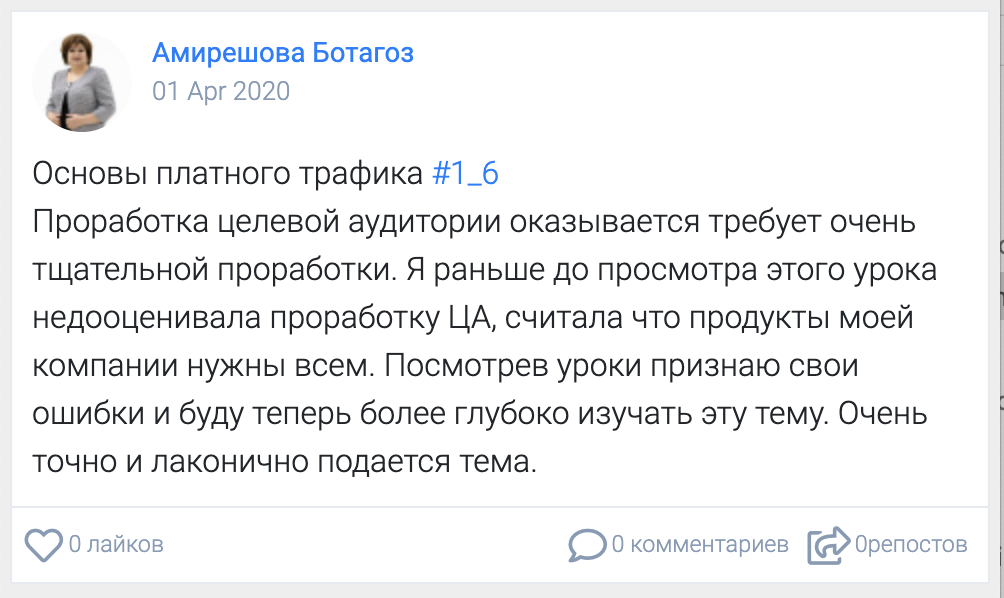 Амирешова Ботагоз
01 Apr 2020
Основы платного трафика #1_6
Проработка целевой аудитории оказывается требует очень
тщательной проработки. Я раньше до просмотра этого урока
недооценивала проработку ЦА, считала что продукты моей
компании нужны всем. Посмотрев уроки признаю свои
ошибки и буду теперь более глубоко изучать эту тему. Очень
точно и лаконично подается тема.
0 лайков 0 комментариев 0репостов